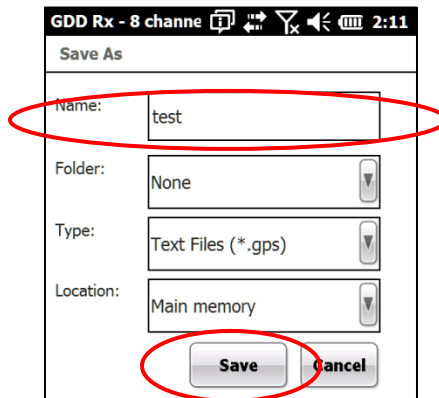 GDD Rx - 8 channe 2:11
Save As
Name: test
Folder: None
Type: Text Files (*.gps)
Location: Main memory
Save Cancel